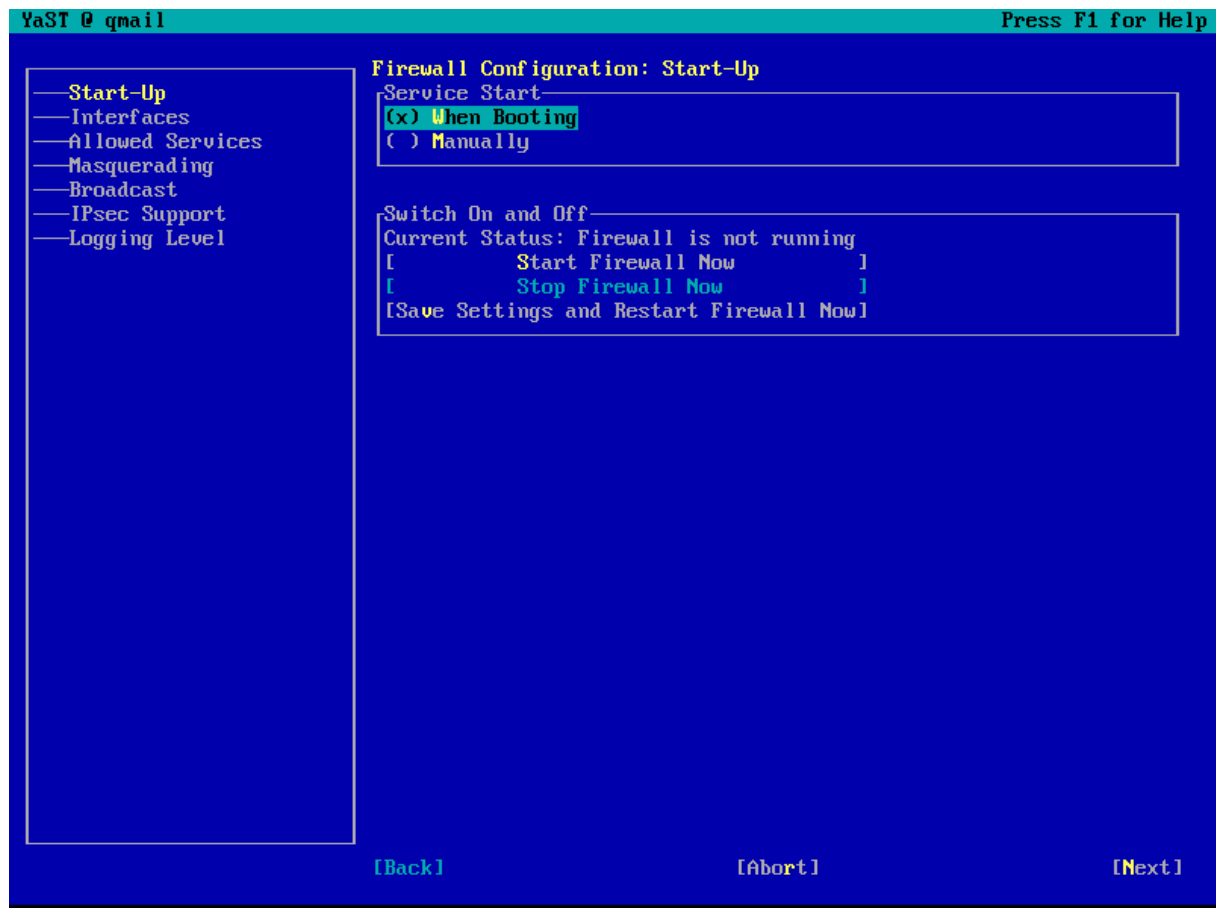 YaST @ qmail Press F1 for Help
Start-Up
Interfaces
Allowed Services
Masquerading
Broadcast
IPsec Support
Logging Level
Firewall Configuration: Start-Up
Service Start
(x) When Booting
( ) Manually
Switch On and Off
Current Status: Firewall is not running
[ Start Firewall Now ]
[ Stop Firewall Now ]
[Save Settings and Restart Firewall Now]
[Back] [Abort] [Next]